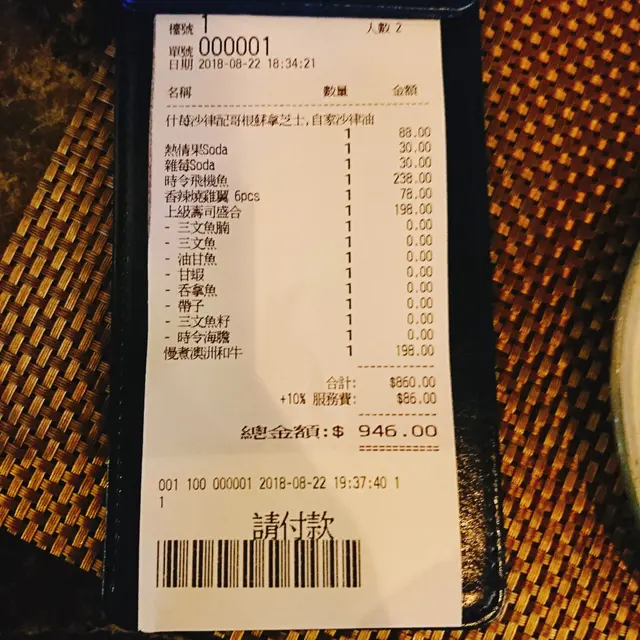 檯號 1 人數 2
單號 000001
日期 2018-08-22 18:34:21
名稱 數量 金額
什莓沙律配哥根蘇拿芝士,自家沙律油
1 88.00
熱情果Soda 1 30.00
雜莓Soda 1 30.00
時令飛機魚 1 238.00
香辣燒雞翼 6pcs 1 78.00
上級壽司盛合 1 198.00
- 三文魚腩 1 0.00
- 三文魚 1 0.00
- 油甘魚 1 0.00
- 甘蝦 1 0.00
- 吞拿魚 1 0.00
- 帶子 1 0.00
- 三文魚籽 1 0.00
- 時令海膽 1 0.00
慢煮澳洲和牛 1 198.00
合計: $860.00
+10% 服務費: $86.00
總金額:$ 946.00
001 100 000001 2018-08-22 19:37:40 1
1
請付款